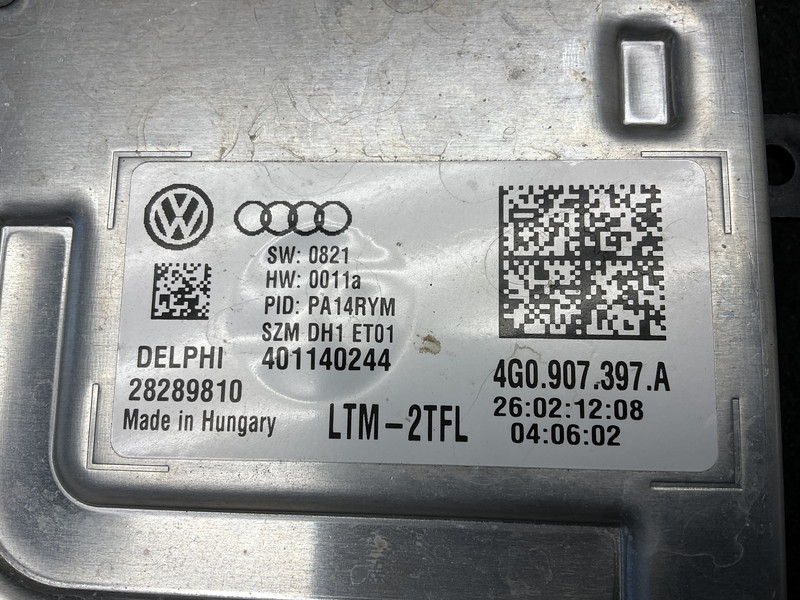 SW: 0821
HW: 0011a
PID: PA14RYM
SZM DH1 ET01
DELPHI 401140244
28289810
Made in Hungary
LTM-2TFL
4G0.907.397.A
26:02:12:08
04:06:02